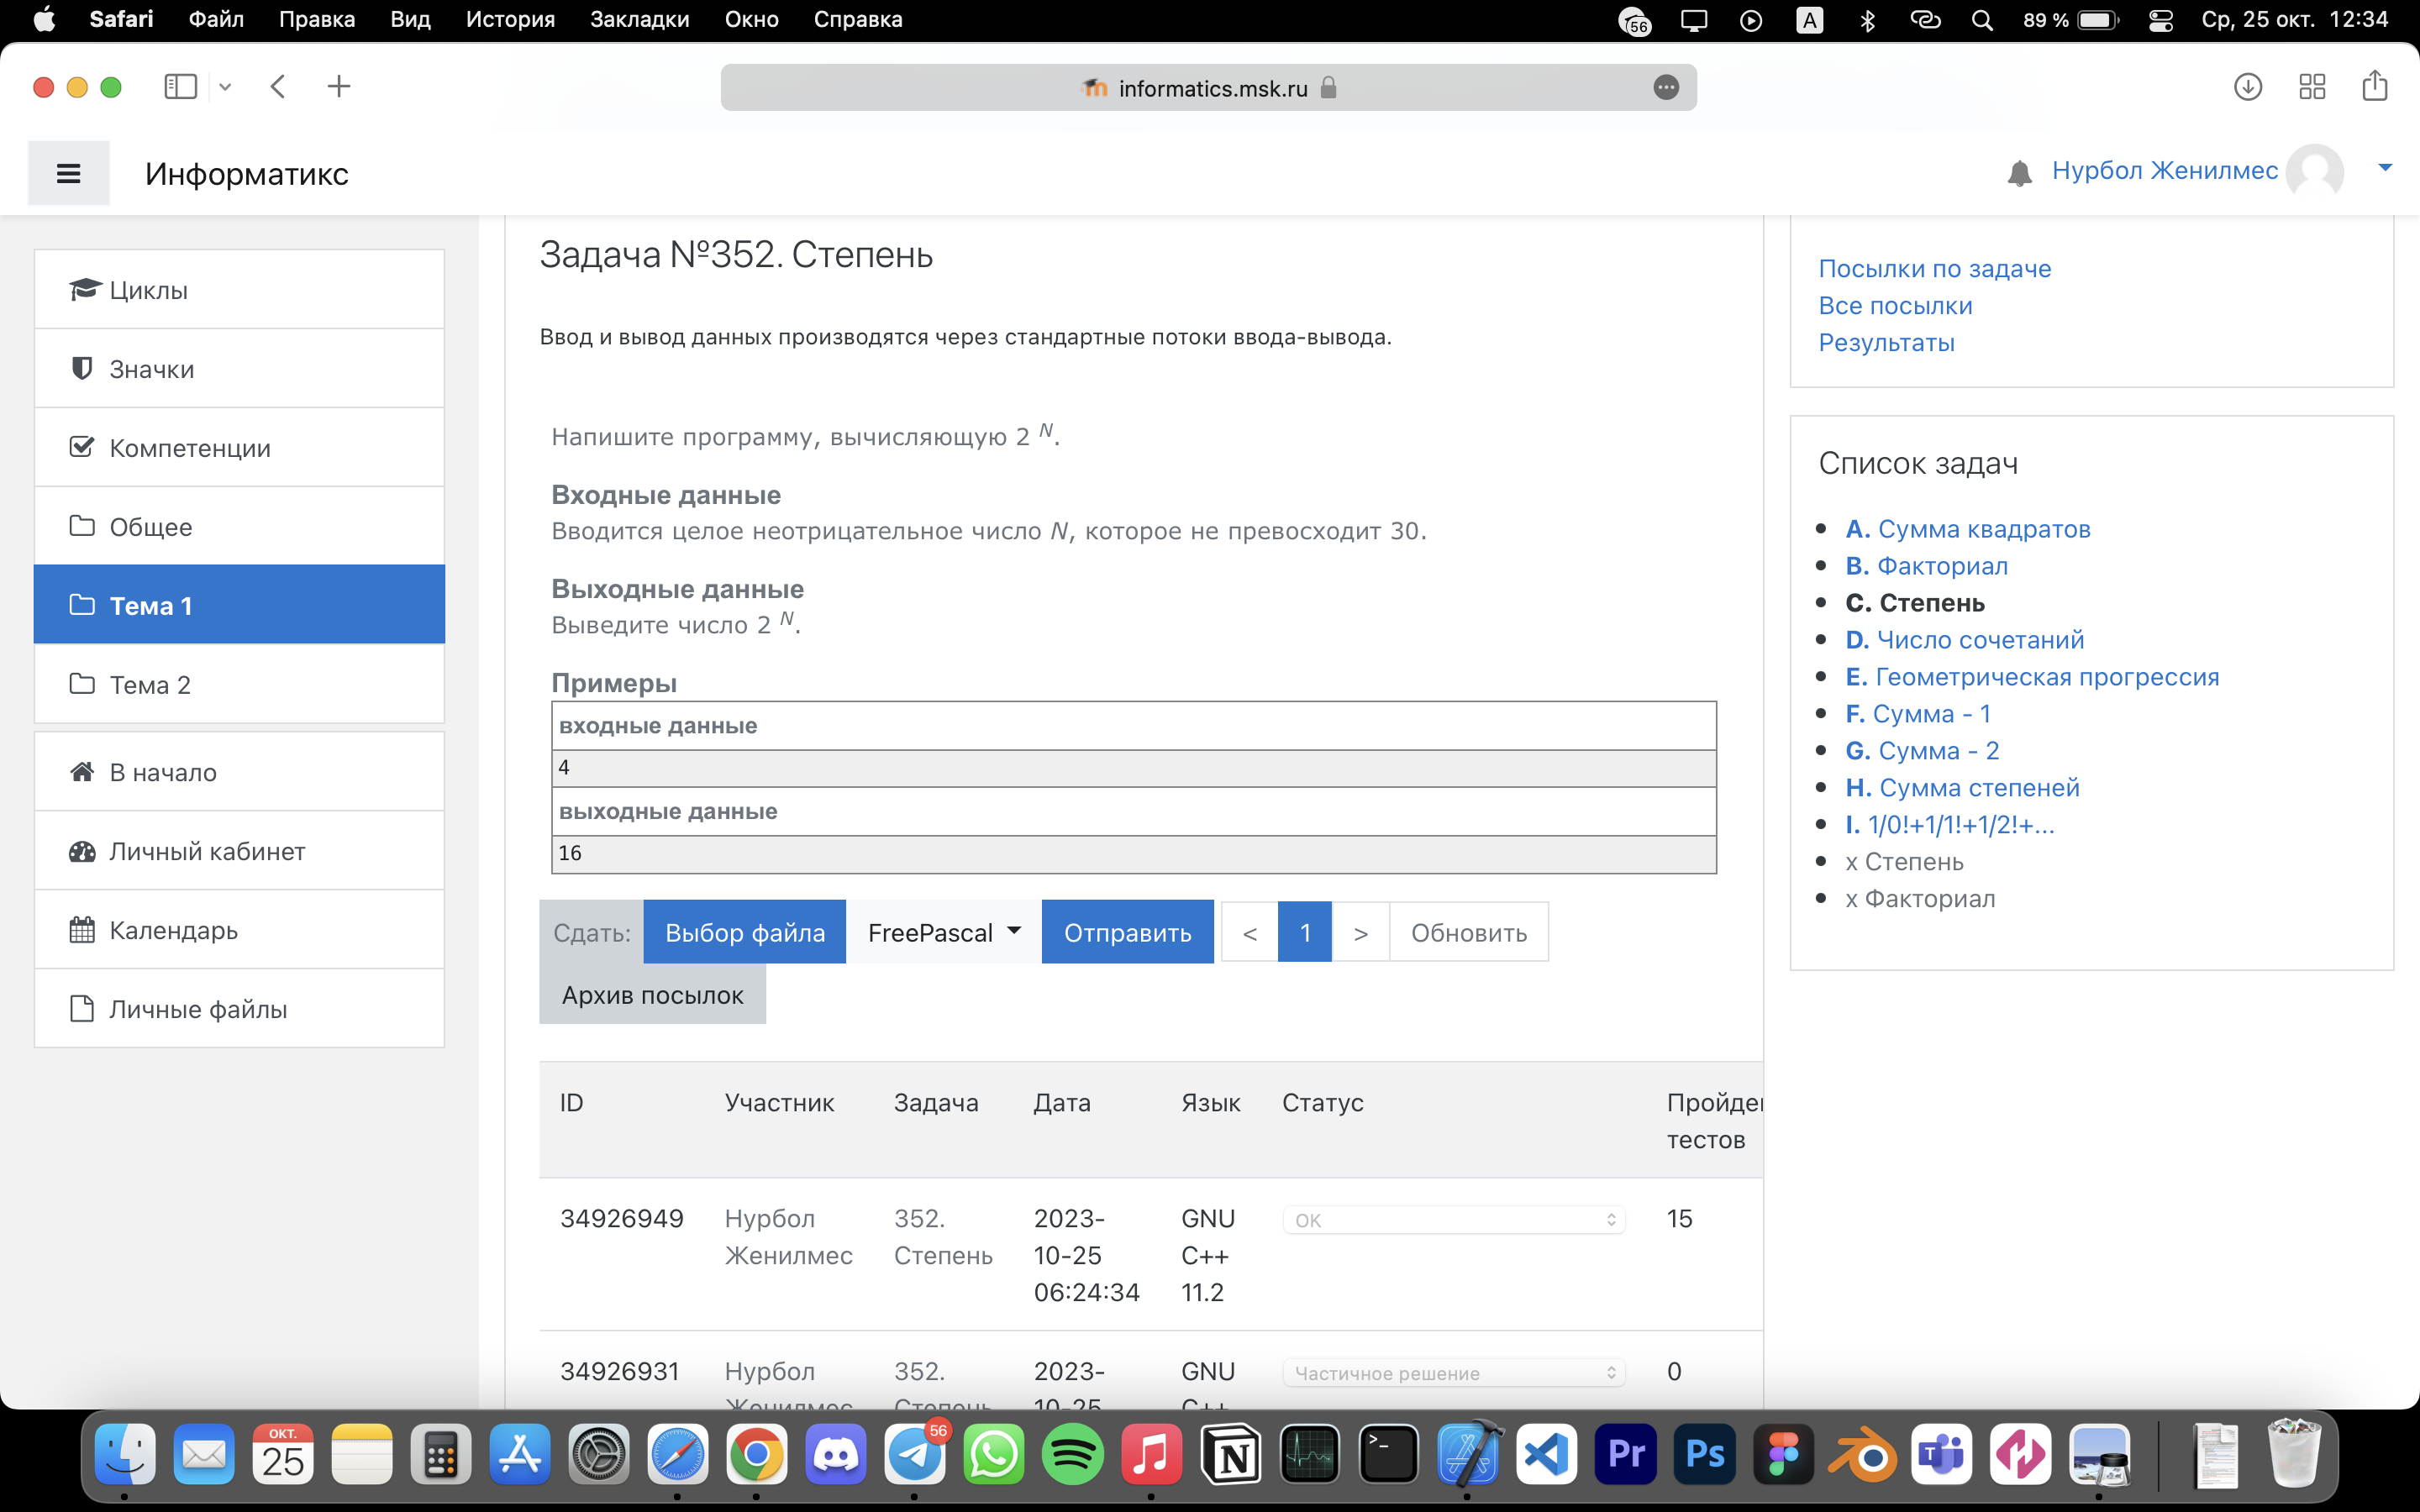 Safari Файл Правка Вид История Закладки Окно Справка
56 A 89 % Ср, 25 окт. 12:34
informatics.msk.ru
Информатикс
Нурбол Женилмес
Циклы
Значки
Компетенции
Общее
Тема 1
Тема 2
В начало
Личный кабинет
Календарь
Личные файлы
Задача №352. Степень
Ввод и вывод данных производятся через стандартные потоки ввода-вывода.
Напишите программу, вычисляющую 2 N.
Входные данные
Вводится целое неотрицательное число N, которое не превосходит 30.
Выходные данные
Выведите число 2 N.
Примеры
входные данные
4
выходные данные
16
Сдать: Выбор файла FreePascal Отправить < 1 > Обновить
Архив посылок
ID Участник Задача Дата Язык Статус Пройде
тестов
34926949 Нурбол 352. 2023- GNU OK 15
Женилмес Степень 10-25 C++
06:24:34 11.2
34926931 Нурбол 352. 2023- GNU Частичное решение 0
Женилмес Степень 10-25 C++
Посылки по задаче
Все посылки
Результаты
Список задач
A. Сумма квадратов
B. Факториал
C. Степень
D. Число сочетаний
E. Геометрическая прогрессия
F. Сумма - 1
G. Сумма - 2
H. Сумма степеней
I. 1/0!+1/1!+1/2!+...
x Степень
x Факториал
ОКТ.
25
56
N
>_
Pr
Ps
T